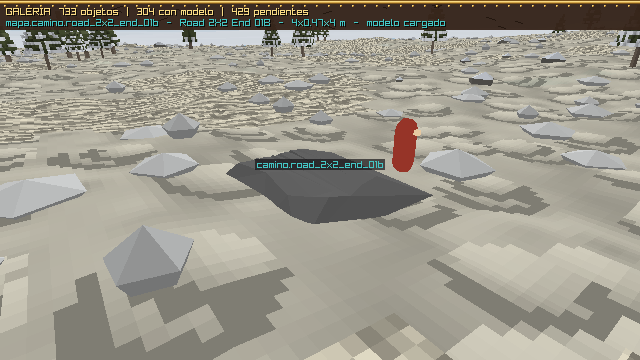 GALERIA  733 objetos | 304 con modelo | 429 pendientes
mapa.camino.road_2x2_end_01b - Road 2X2 End 01B - 4x0.47x4 m - modelo cargado
camino.road_2x2_end_01b